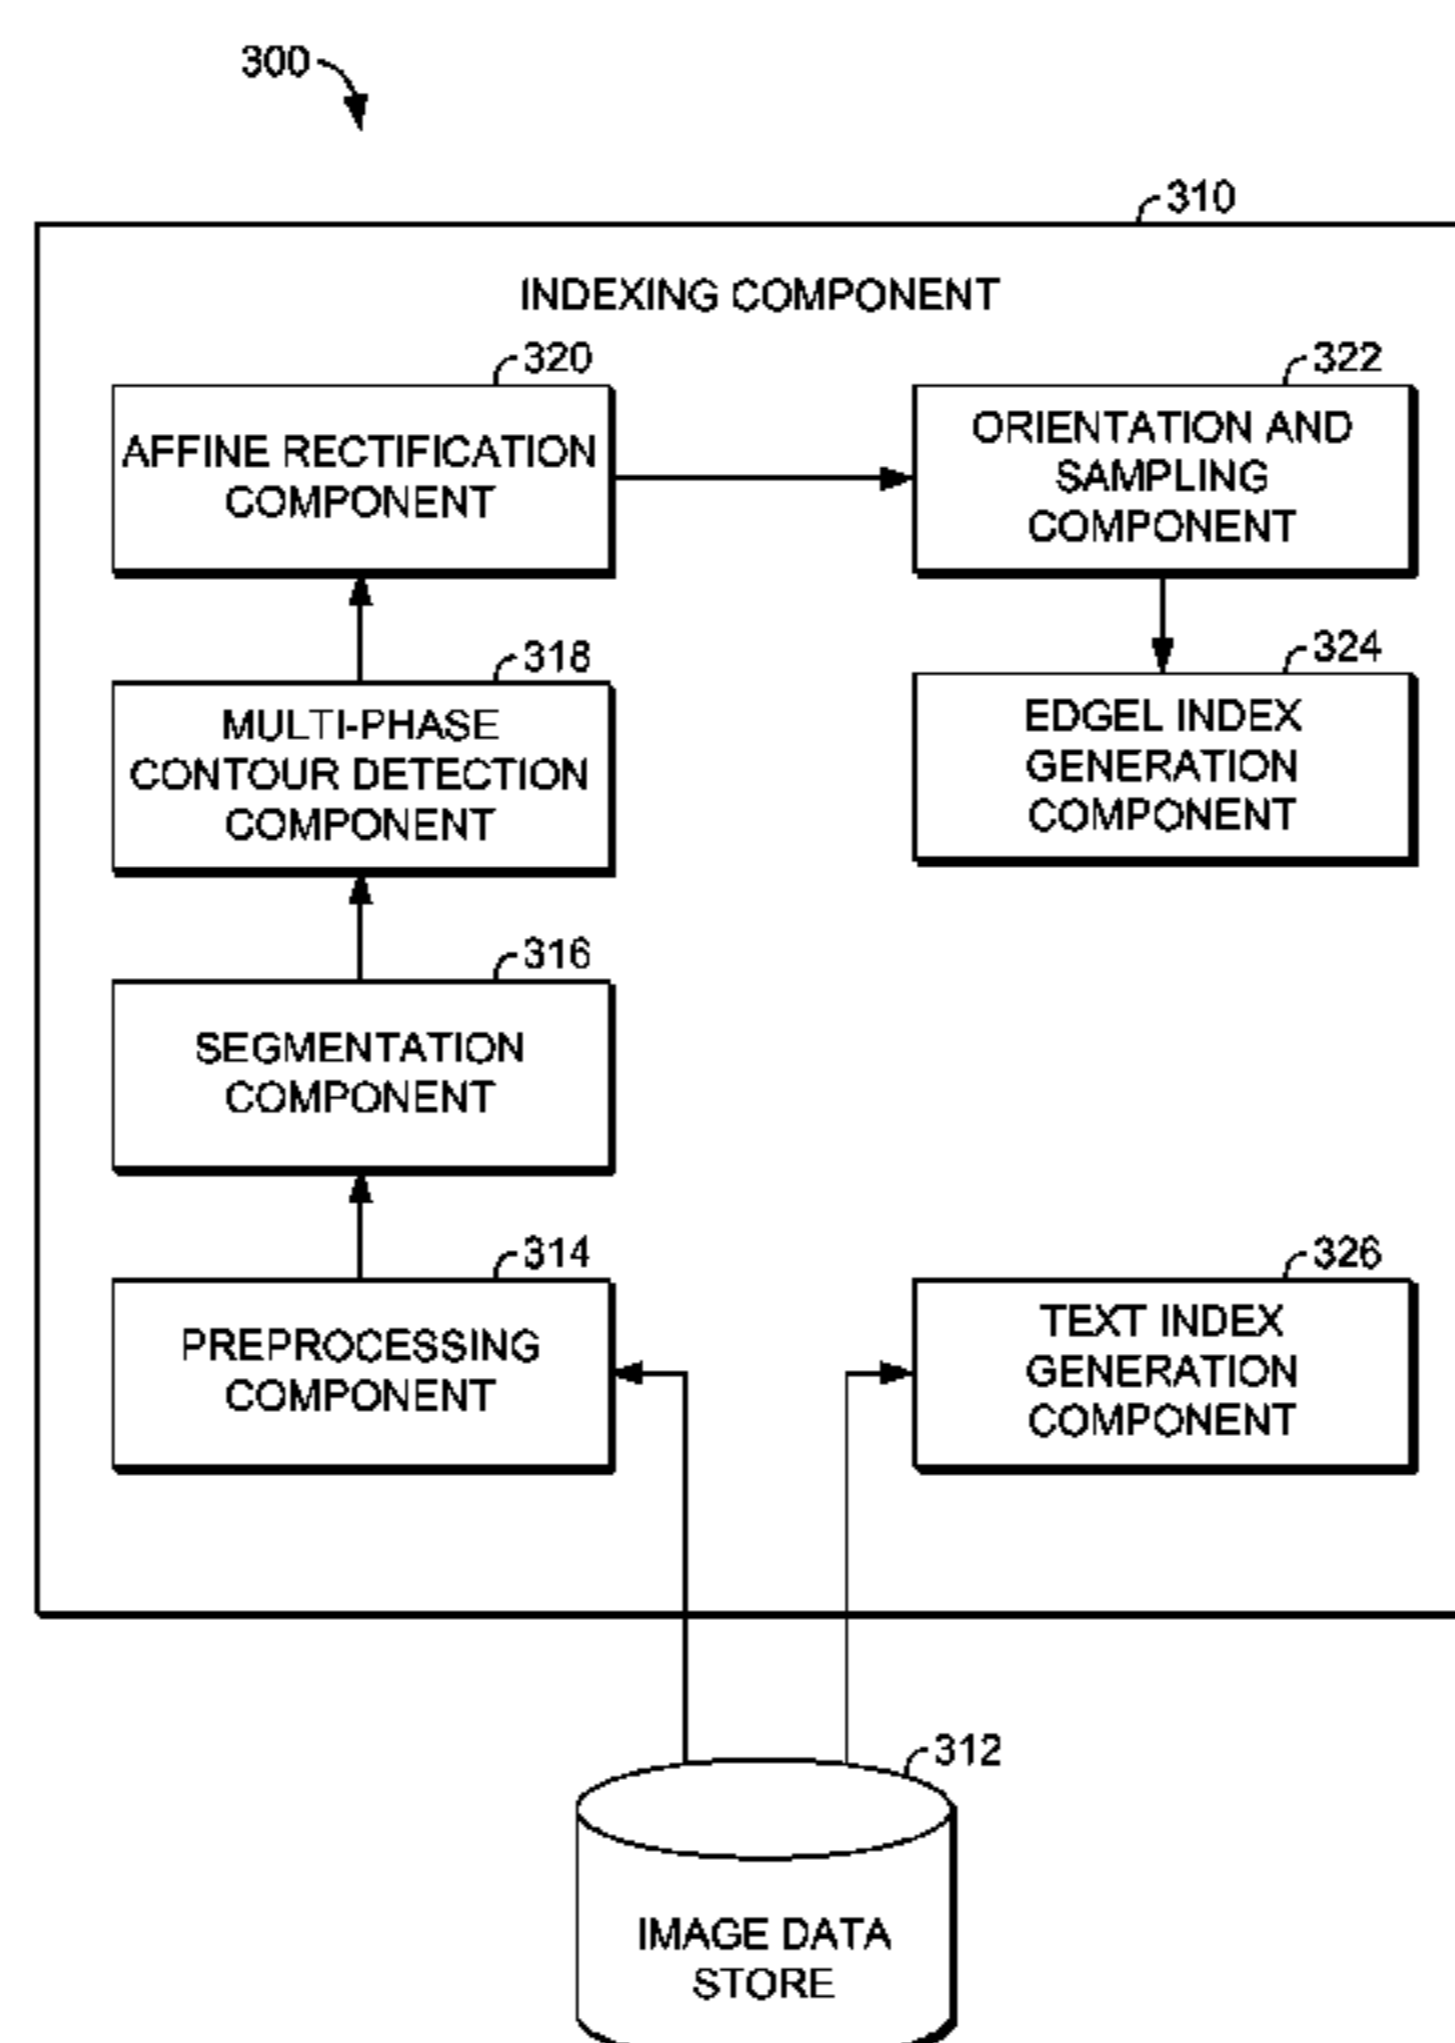 300
310
INDEXING COMPONENT
320
AFFINE RECTIFICATION
COMPONENT
322
ORIENTATION AND
SAMPLING
COMPONENT
318
MULTI-PHASE
CONTOUR DETECTION
COMPONENT
324
EDGEL INDEX
GENERATION
COMPONENT
316
SEGMENTATION
COMPONENT
314
PREPROCESSING
COMPONENT
326
TEXT INDEX
GENERATION
COMPONENT
312
IMAGE DATA
STORE